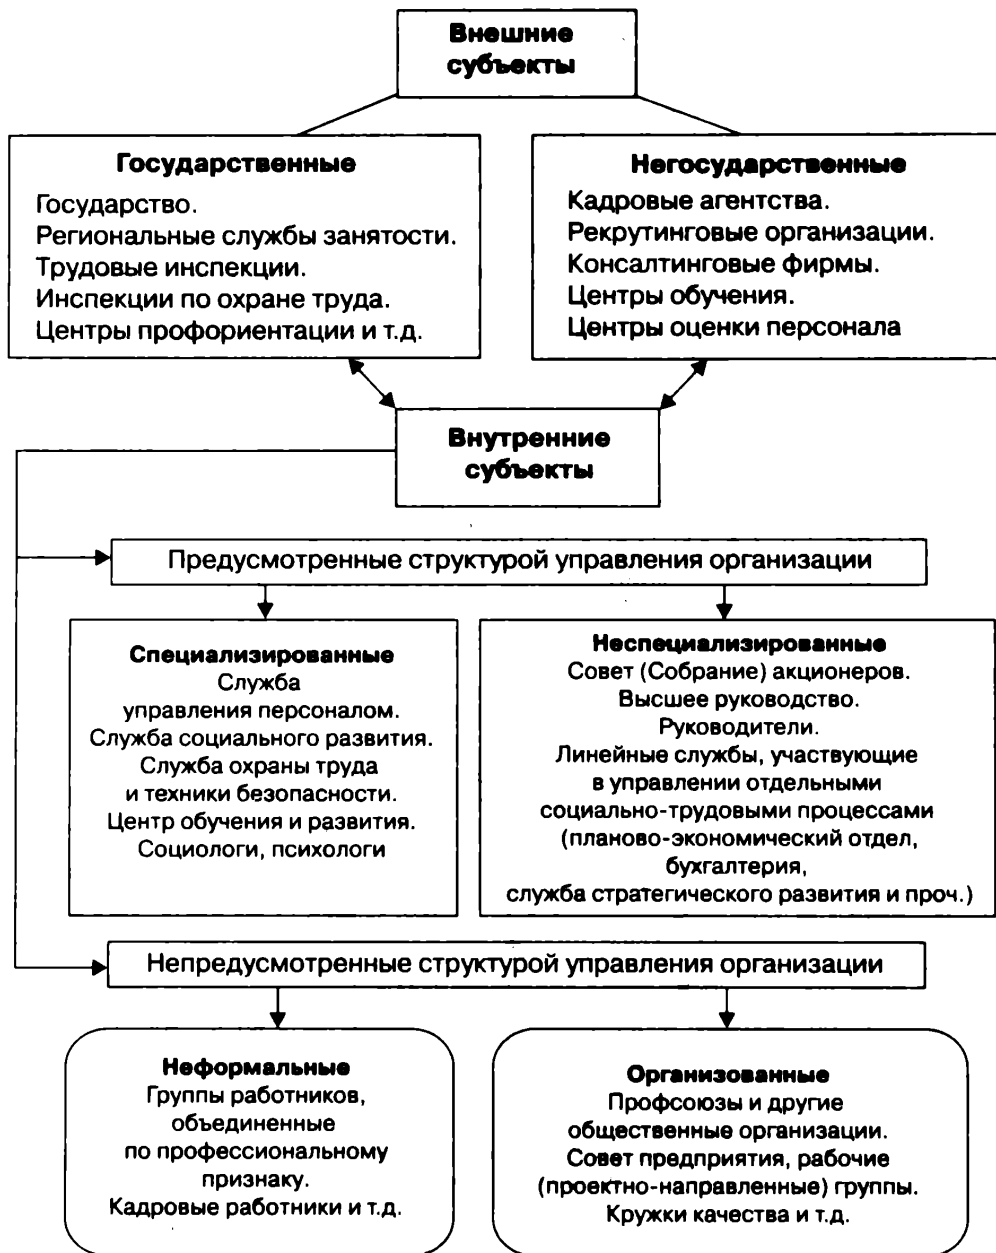 Внешние
субъекты
Государственные
Государство.
Региональные службы занятости.
Трудовые инспекции.
Инспекции по охране труда.
Центры профориентации и т.д.
Негосударственные
Кадровые агентства.
Рекрутинговые организации.
Консалтинговые фирмы.
Центры обучения.
Центры оценки персонала
Внутренние
субъекты
Предусмотренные структурой управления организации
Специализированные
Служба
управления персоналом.
Служба социального развития.
Служба охраны труда
и техники безопасности.
Центр обучения и развития.
Социологи, психологи
Неспециализированные
Совет (Собрание) акционеров.
Высшее руководство.
Руководители.
Линейные службы, участвующие
в управлении отдельными
социально-трудовыми процессами
(планово-экономический отдел,
бухгалтерия,
служба стратегического развития и проч.)
Непредусмотренные структурой управления организации
Неформальные
Группы работников,
объединенные
по профессиональному
признаку.
Кадровые работники и т.д.
Организованные
Профсоюзы и другие
общественные организации.
Совет предприятия, рабочие
(проектно-направленные) группы.
Кружки качества и т.д.